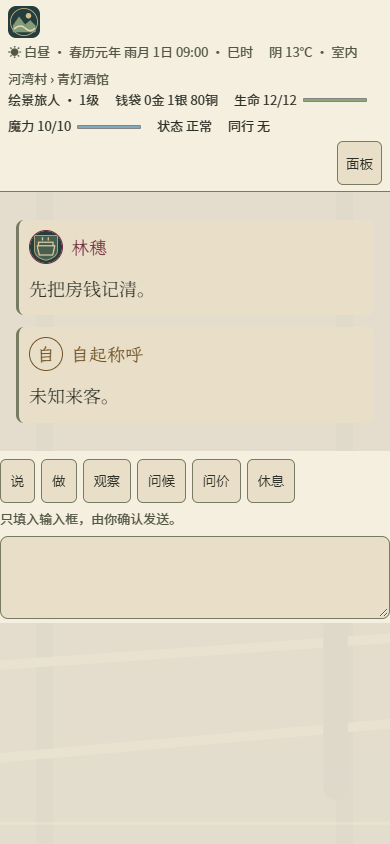 白昼 · 春历元年 雨月 1日 09:00 · 巳时 阴 13℃ · 室内
河湾村 › 青灯酒馆
绘景旅人 · 1级 钱袋 0金 1银 80铜 生命 12/12
魔力 10/10 状态 正常 同行 无
面板
林穗
先把房钱记清。
自 自起称呼
未知来客。
说 做 观察 问候 问价 休息
只填入输入框，由你确认发送。